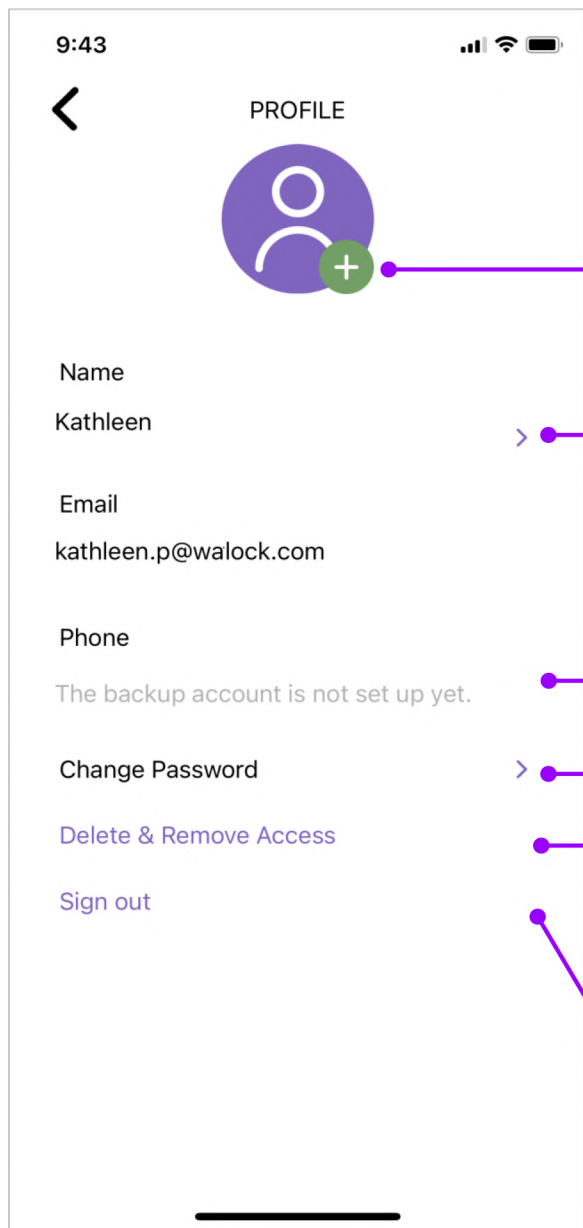 9:43
PROFILE
Name
Kathleen
Email
kathleen.p@walock.com
Phone
The backup account is not set up yet.
Change Password
Delete & Remove Access
Sign out